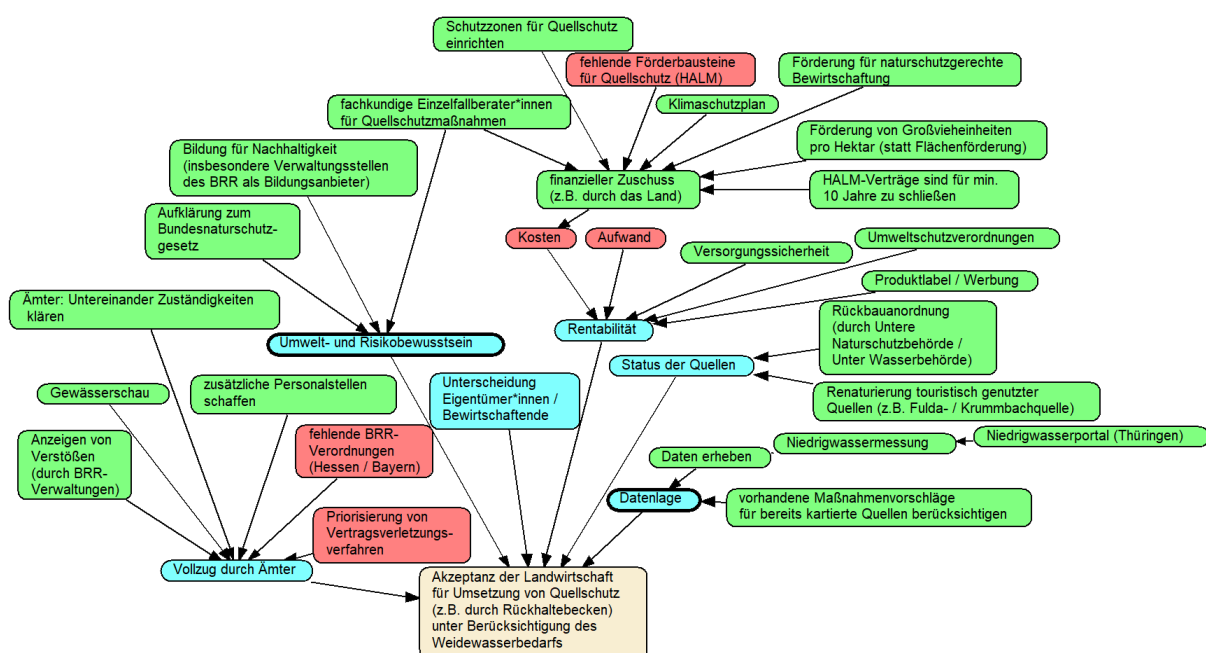 Schutzzonen für Quellschutz
einrichten
fehlende Förderbausteine
für Quellschutz (HALM)
Förderung für naturschutzgerechte
Bewirtschaftung
fachkundige Einzelfallberater*innen
für Quellschutzmaßnahmen
Klimaschutzplan
Bildung für Nachhaltigkeit
(insbesondere Verwaltungsstellen
des BRR als Bildungsanbieter)
Förderung von Großvieheinheiten
pro Hektar (statt Flächenförderung)
finanzieller Zuschuss
(z.B. durch das Land)
HALM-Verträge sind für min.
10 Jahre zu schließen
Aufklärung zum
Bundesnaturschutz-
gesetz
Kosten
Aufwand
Versorgungssicherheit
Umweltschutzverordnungen
Produktlabel / Werbung
Ämter: Untereinander Zuständigkeiten
klären
Umwelt- und Risikobewusstsein
Rentabilität
Rückbauanordnung
(durch Untere
Naturschutzbehörde /
Unter Wasserbehörde)
Status der Quellen
Gewässerschau
zusätzliche Personalstellen
schaffen
Unterscheidung
Eigentümer*innen /
Bewirtschaftende
Renaturierung touristisch genutzter
Quellen (z.B. Fulda- / Krummbachquelle)
Anzeigen von
Verstößen
(durch BRR-
Verwaltungen)
fehlende BRR-
Verordnungen
(Hessen / Bayern)
Daten erheben
Niedrigwassermessung
Niedrigwasserportal (Thüringen)
Datenlage
vorhandene Maßnahmenvorschläge
für bereits kartierte Quellen berücksichtigen
Priorisierung von
Vertragsverletzungs-
verfahren
Vollzug durch Ämter
Akzeptanz der Landwirtschaft
für Umsetzung von Quellschutz
(z.B. durch Rückhaltebecken)
unter Berücksichtigung des
Weidewasserbedarfs